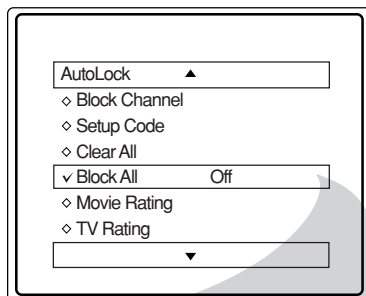 AutoLock ▲
◇ Block Channel
◇ Setup Code
◇ Clear All
✓ Block All Off
◇ Movie Rating
◇ TV Rating
▼